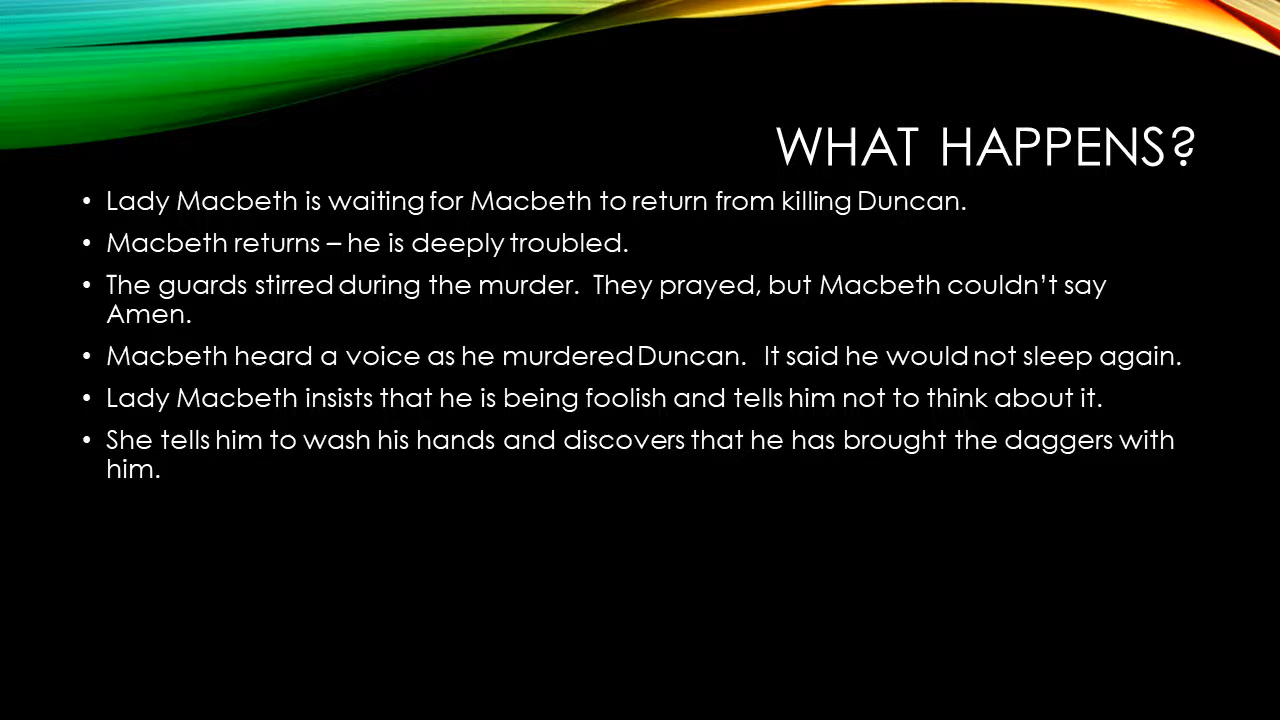 WHAT HAPPENS?
• Lady Macbeth is waiting for Macbeth to return from killing Duncan.
• Macbeth returns – he is deeply troubled.
• The guards stirred during the murder.  They prayed, but Macbeth couldn’t say
Amen.
• Macbeth heard a voice as he murdered Duncan.  It said he would not sleep again.
• Lady Macbeth insists that he is being foolish and tells him not to think about it.
• She tells him to wash his hands and discovers that he has brought the daggers with
him.